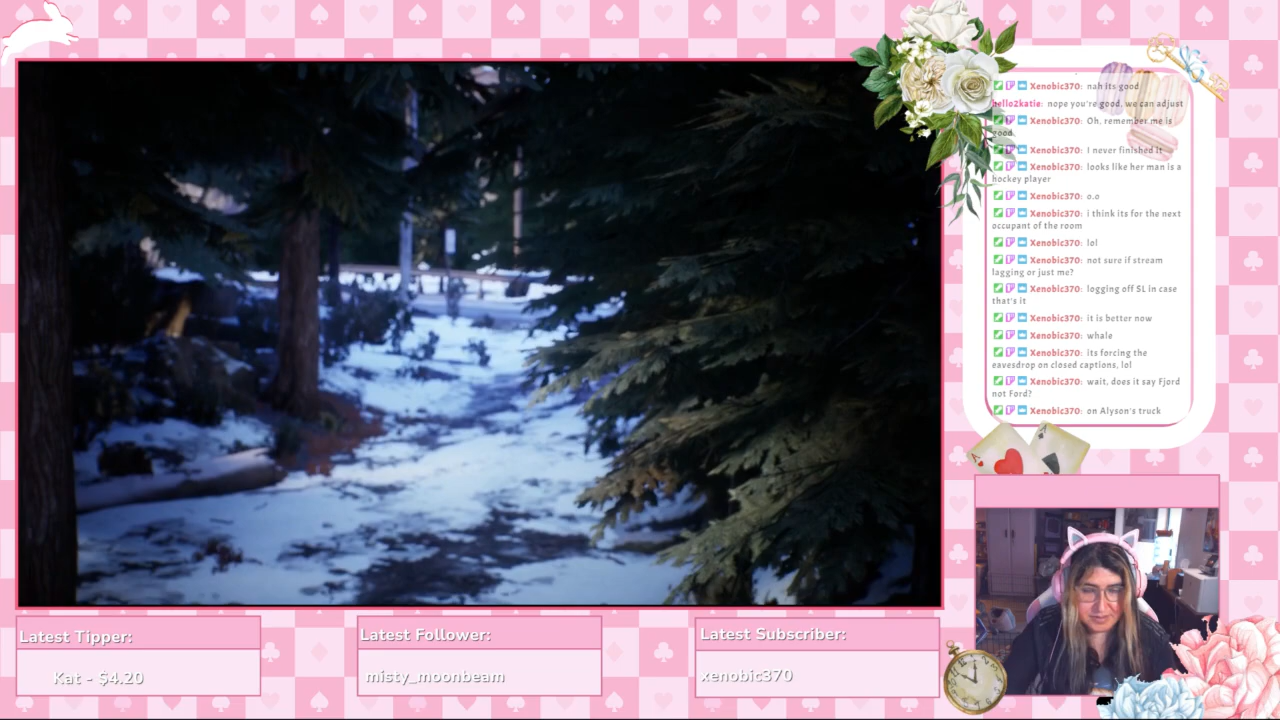 Xenobic370: nah its good
hello2katie: nope you're good, we can adjust
Xenobic370: Oh, remember me is
good
Xenobic370: I never finished it
Xenobic370: looks like her man is a
hockey player
Xenobic370: o.o
Xenobic370: i think its for the next
occupant of the room
Xenobic370: lol
Xenobic370: not sure if stream
lagging or just me?
Xenobic370: logging off SL in case
that's it
Xenobic370: it is better now
Xenobic370: whale
Xenobic370: its forcing the
eavesdrop on closed captions, lol
Xenobic370: wait, does it say Fjord
not Ford?
Xenobic370: on Alyson's truck
Latest Tipper:
Kat - $4.20
Latest Follower:
misty_moonbeam
Latest Subscriber:
xenobic370